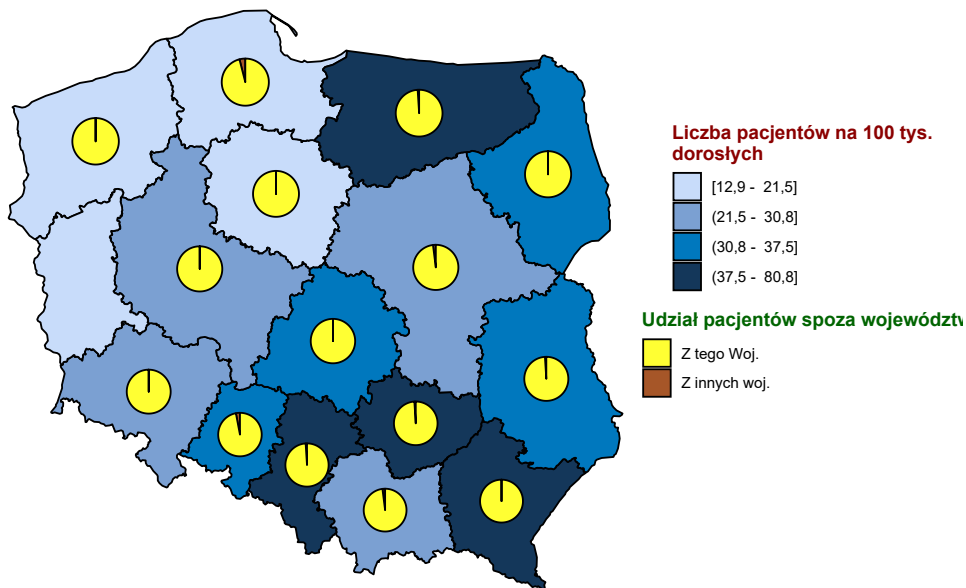 Liczba pacjentów na 100 tys.
dorosłych
[12,9 - 21,5]
(21,5 - 30,8]
(30,8 - 37,5]
(37,5 - 80,8]
Udział pacjentów spoza województw
Z tego Woj.
Z innych woj.